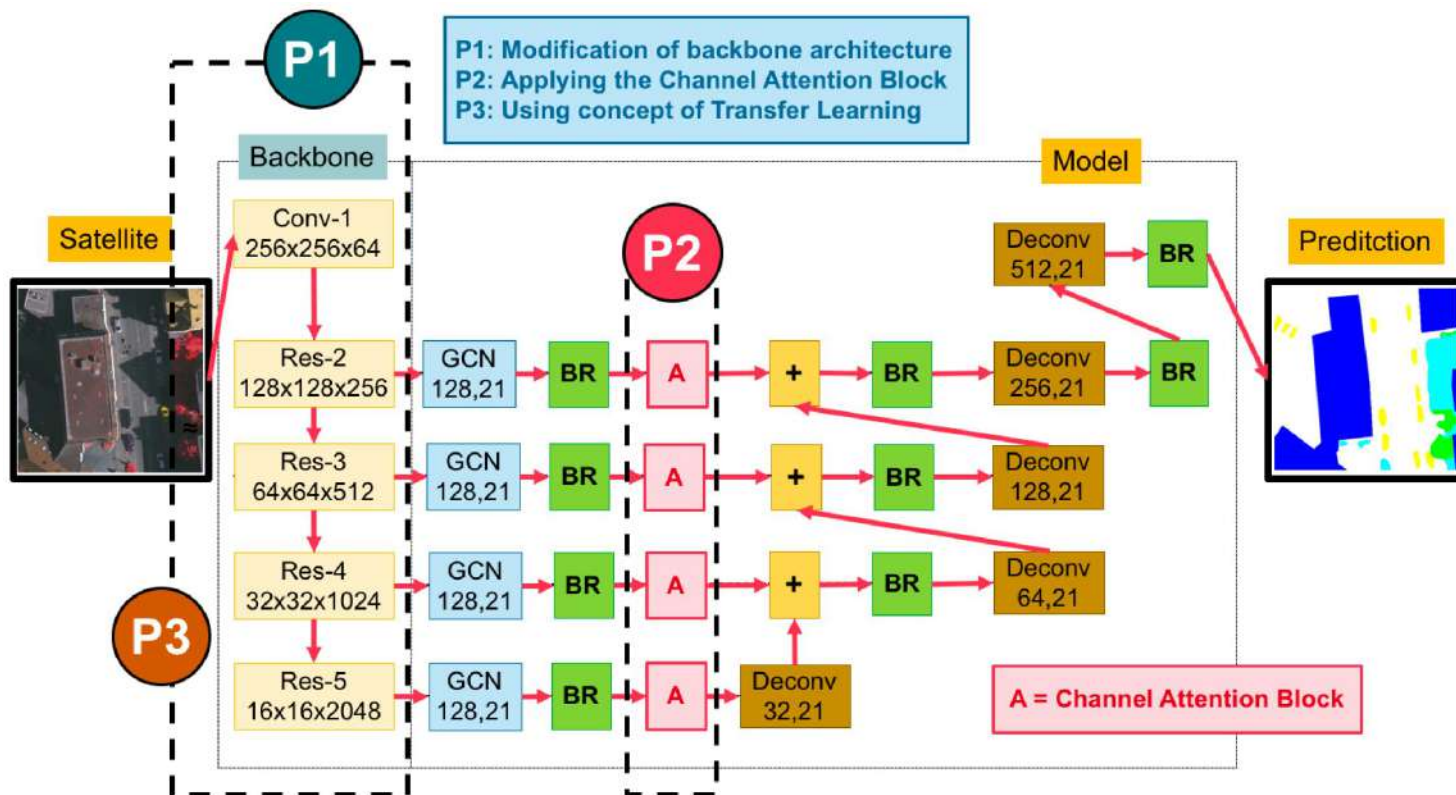 P1
P1: Modification of backbone architecture
P2: Applying the Channel Attention Block
P3: Using concept of Transfer Learning
Backbone
Model
Satellite
Conv-1
256x256x64
P2
Deconv
512,21
BR
Preditction
Res-2
128x128x256
GCN
128,21
BR
A
+
BR
Deconv
256,21
BR
Res-3
64x64x512
GCN
128,21
BR
A
+
BR
Deconv
128,21
Res-4
32x32x1024
GCN
128,21
BR
A
+
BR
Deconv
64,21
P3
Res-5
16x16x2048
GCN
128,21
BR
A
Deconv
32,21
A = Channel Attention Block